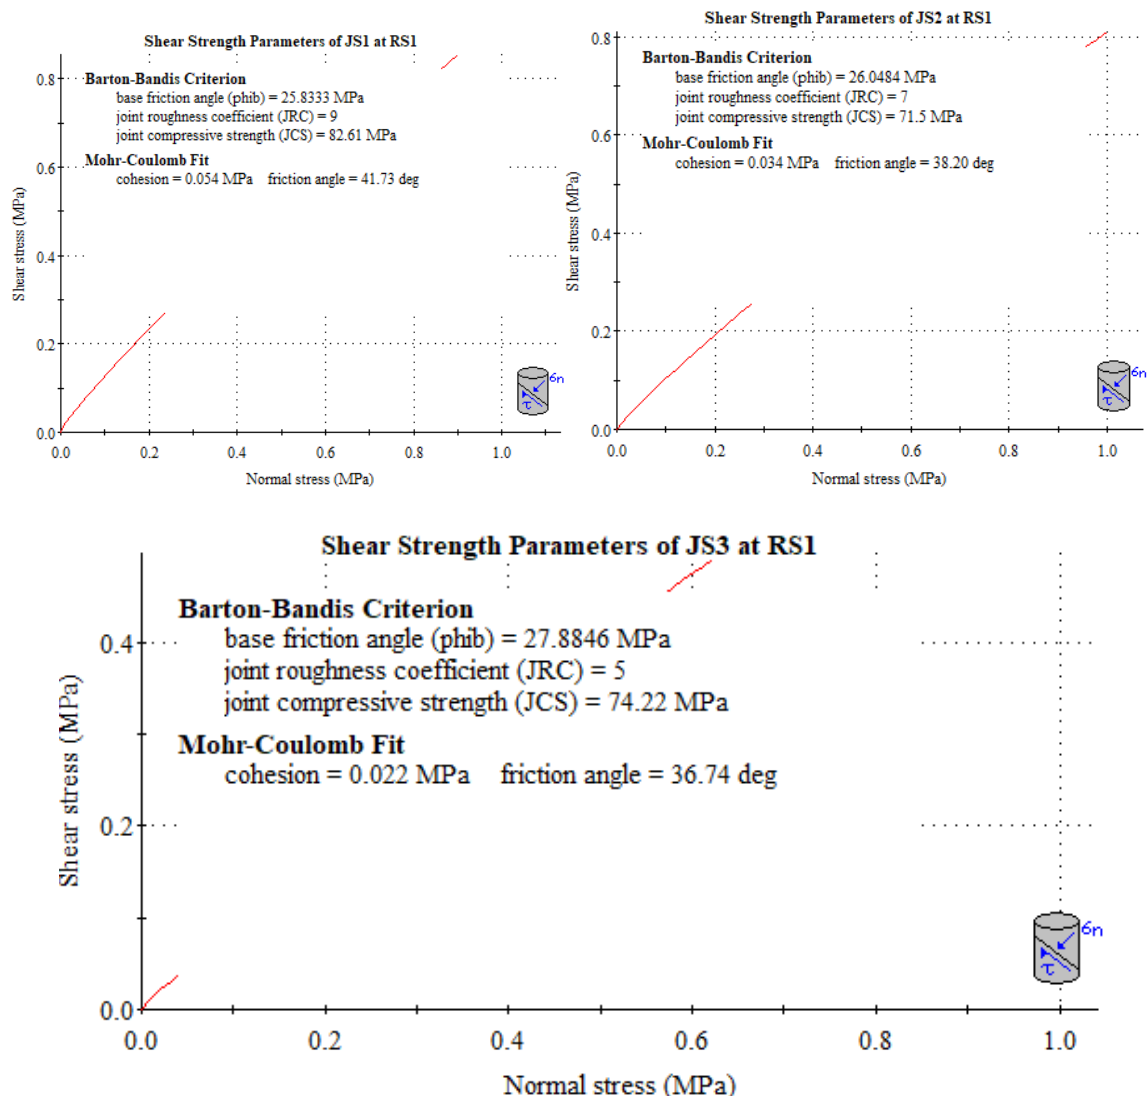 Shear Strength Parameters of JS1 at RS1
Barton-Bandis Criterion
base friction angle (phib) = 25.8333 MPa
joint roughness coefficient (JRC) = 9
joint compressive strength (JCS) = 82.61 MPa
Mohr-Coulomb Fit
cohesion = 0.054 MPa friction angle = 41.73 deg
Shear stress (MPa)
0.8
0.6
0.4
0.2
0.0
0.0 0.2 0.4 0.6 0.8 1.0
Normal stress (MPa)
6n
τ
Shear Strength Parameters of JS2 at RS1
Barton-Bandis Criterion
base friction angle (phib) = 26.0484 MPa
joint roughness coefficient (JRC) = 7
joint compressive strength (JCS) = 71.5 MPa
Mohr-Coulomb Fit
cohesion = 0.034 MPa friction angle = 38.20 deg
Shear stress (MPa)
0.8
0.6
0.4
0.2
0.0
0.0 0.2 0.4 0.6 0.8 1.0
Normal stress (MPa)
6n
τ
Shear Strength Parameters of JS3 at RS1
Barton-Bandis Criterion
base friction angle (phib) = 27.8846 MPa
joint roughness coefficient (JRC) = 5
joint compressive strength (JCS) = 74.22 MPa
Mohr-Coulomb Fit
cohesion = 0.022 MPa friction angle = 36.74 deg
Shear stress (MPa)
0.4
0.2
0.0
0.0 0.2 0.4 0.6 0.8 1.0
Normal stress (MPa)
6n
τ